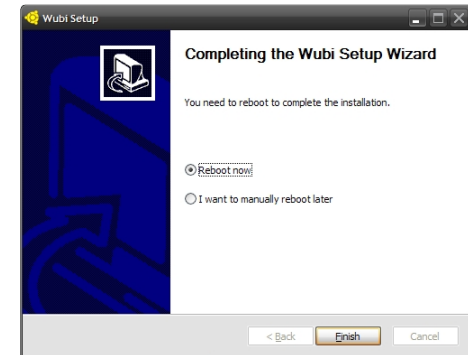 Wubi Setup
Completing the Wubi Setup Wizard
You need to reboot to complete the installation.
Reboot now
I want to manually reboot later
< Back Finish Cancel